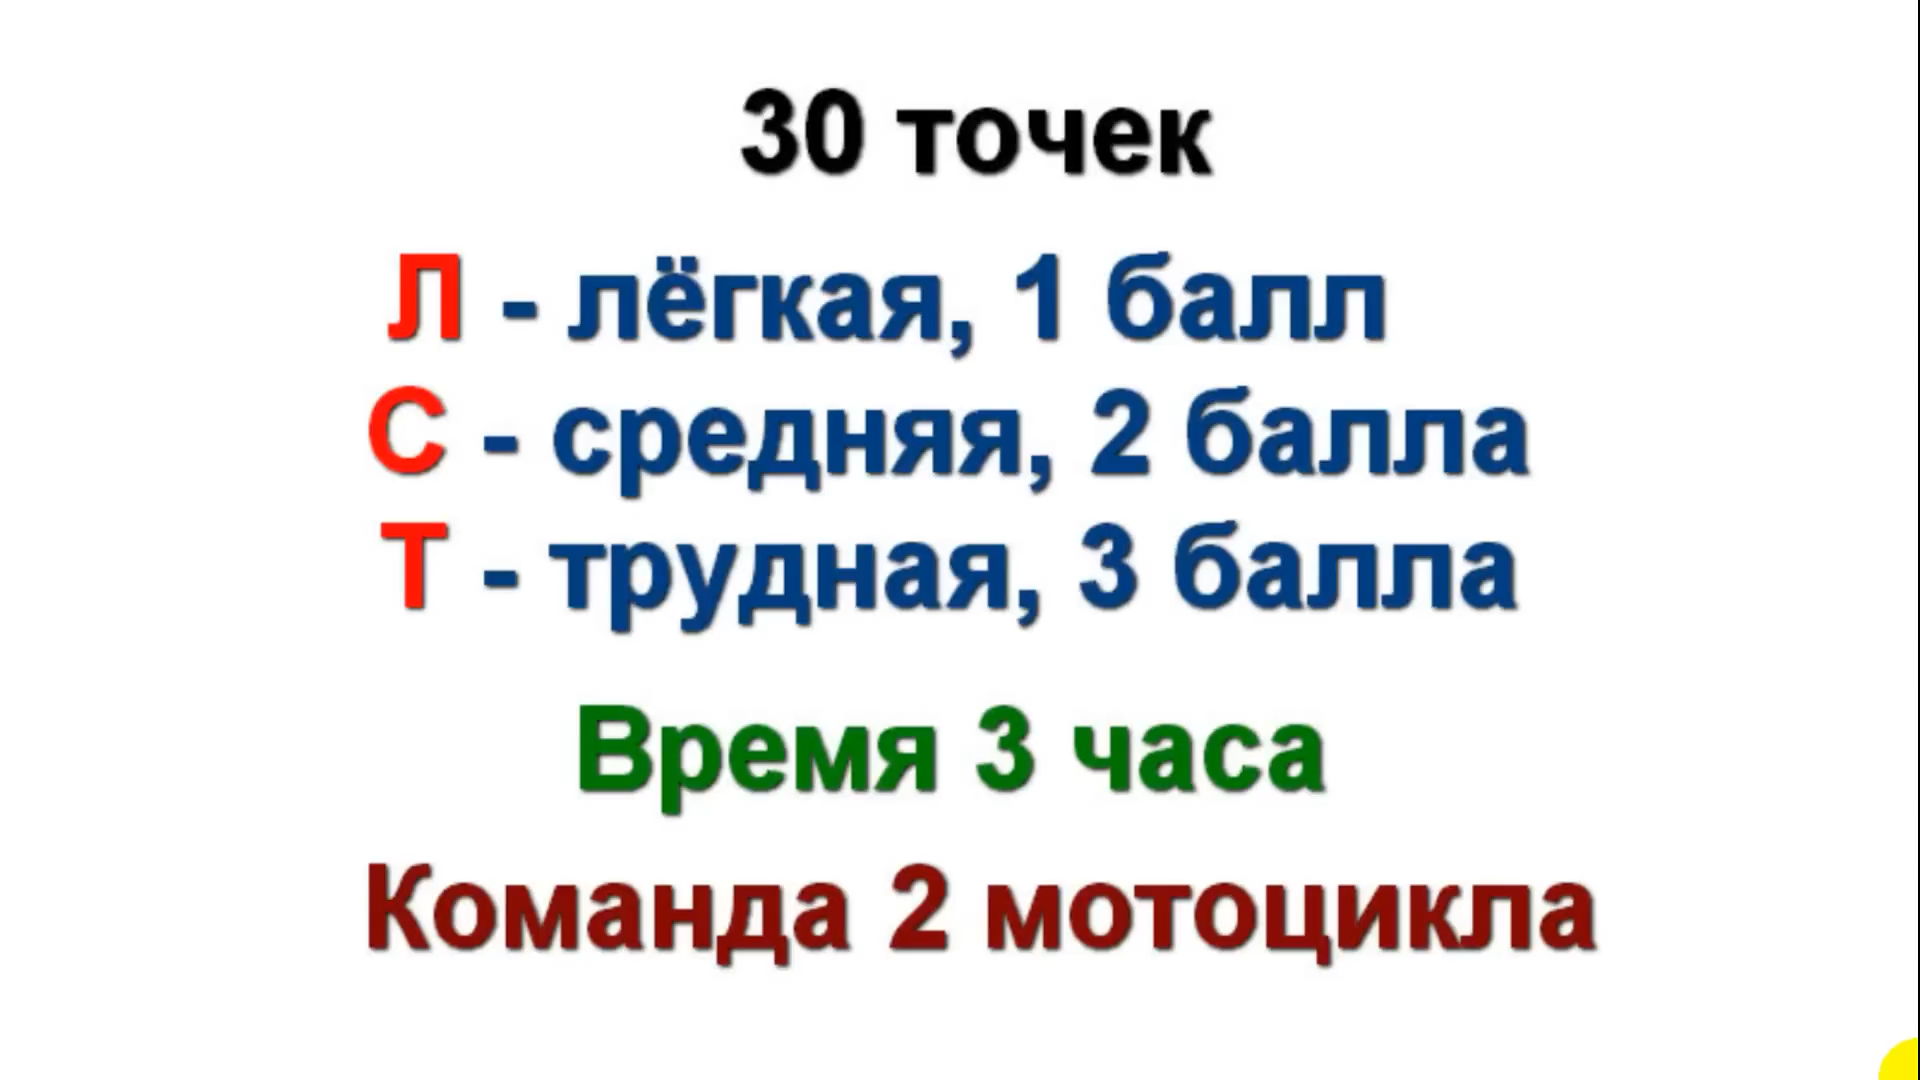 30 точек
Л - лёгкая, 1 балл
С - средняя, 2 балла
Т - трудная, 3 балла
Время 3 часа
Команда 2 мотоцикла